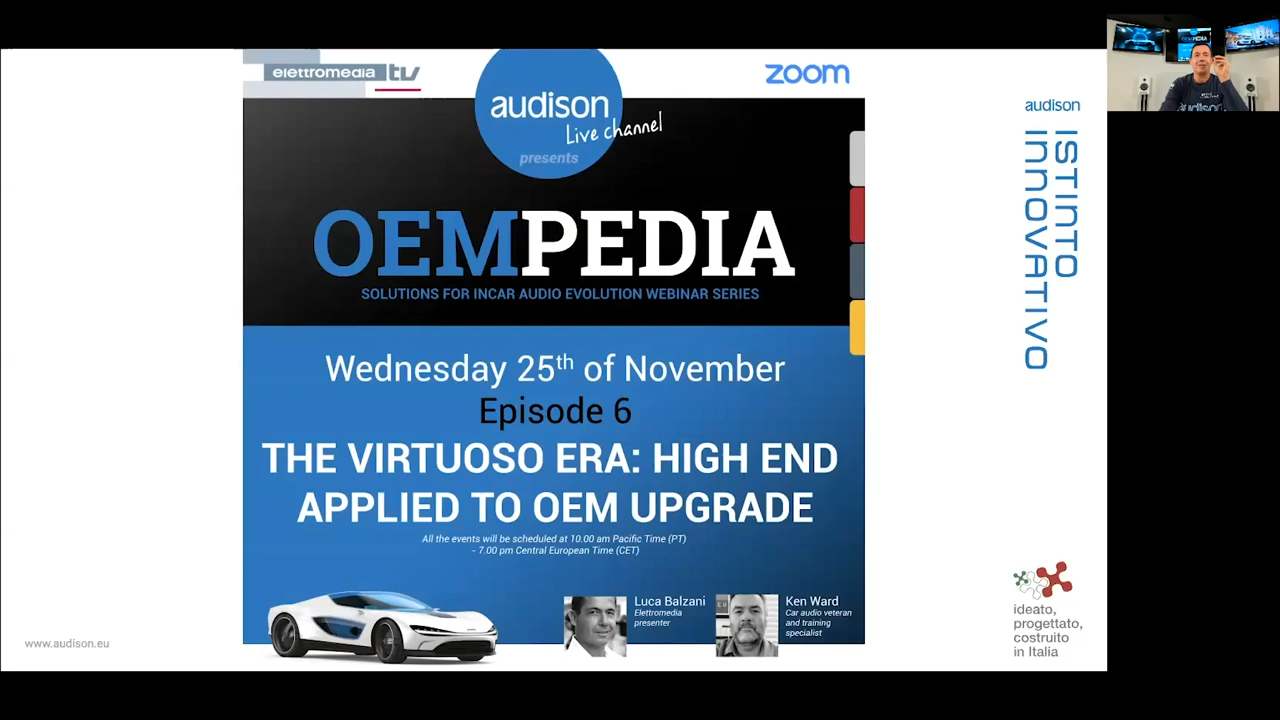 elettromedia tv
zoom
audison
Live channel
presents
OEMPEDIA
SOLUTIONS FOR INCAR AUDIO EVOLUTION WEBINAR SERIES
Wednesday 25th of November
Episode 6
THE VIRTUOSO ERA: HIGH END
APPLIED TO OEM UPGRADE
All the events will be scheduled at 10.00 am Pacific Time (PT)
- 7.00 pm Central European Time (CET)
Luca Balzani
Elettromedia
presenter
Ken Ward
Car audio veteran
and training
specialist
www.audison.eu
audison
ISTINTO
INNOVATIVO
ideato,
progettato,
costruito
in Italia
OEMPEDIA
audison